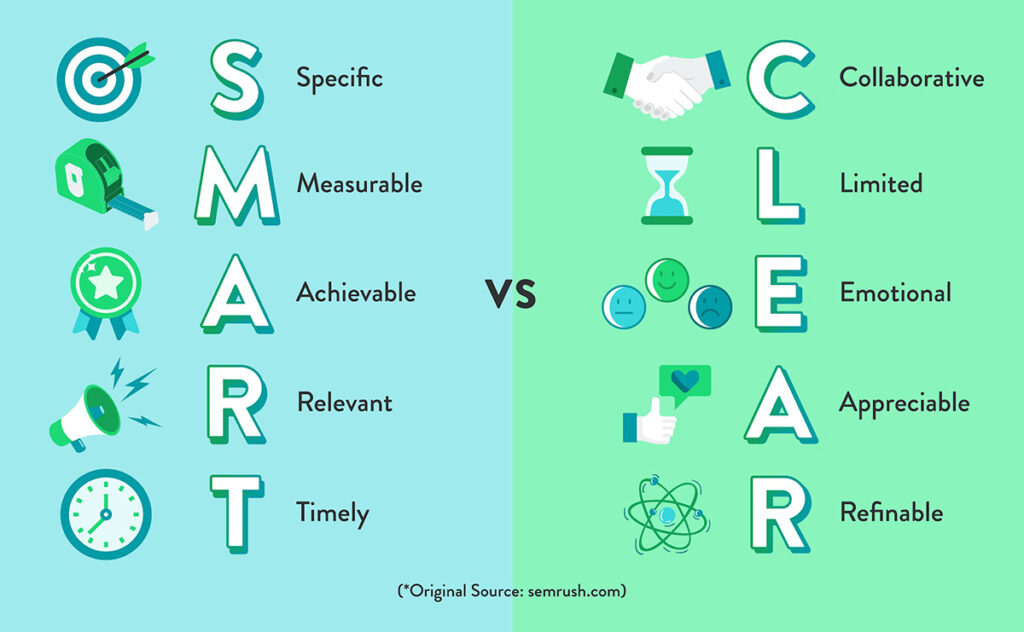 S Specific
M Measurable
A Achievable
R Relevant
T Timely
vs
C Collaborative
L Limited
E Emotional
A Appreciable
R Refinable
(*Original Source: semrush.com)